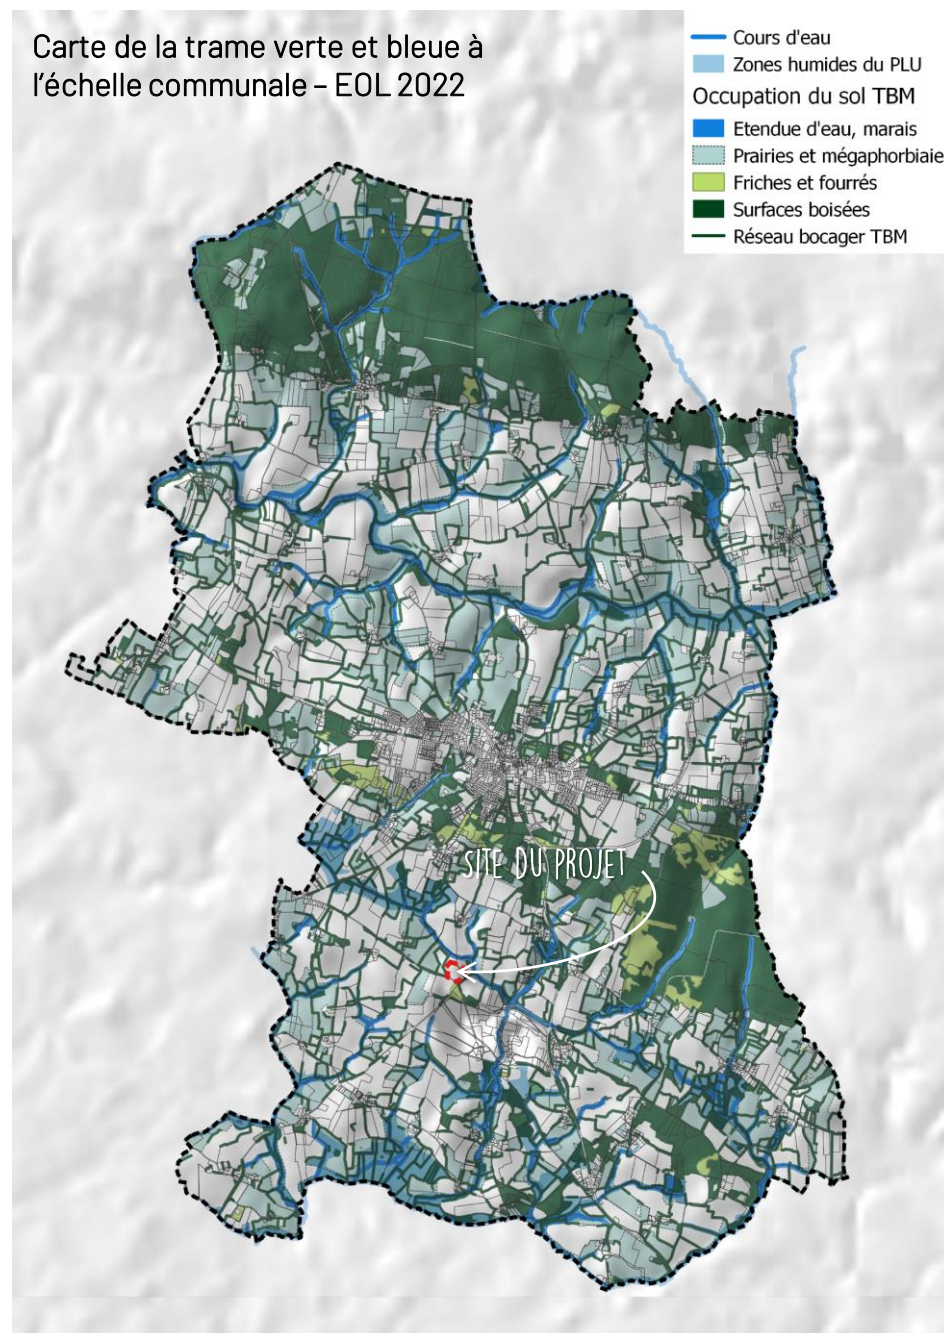 Carte de la trame verte et bleue à
l’échelle communale – EOL 2022
Cours d'eau
Zones humides du PLU
Occupation du sol TBM
Etendue d'eau, marais
Prairies et mégaphorbiaie
Friches et fourrés
Surfaces boisées
Réseau bocager TBM
SITE DU PROJET